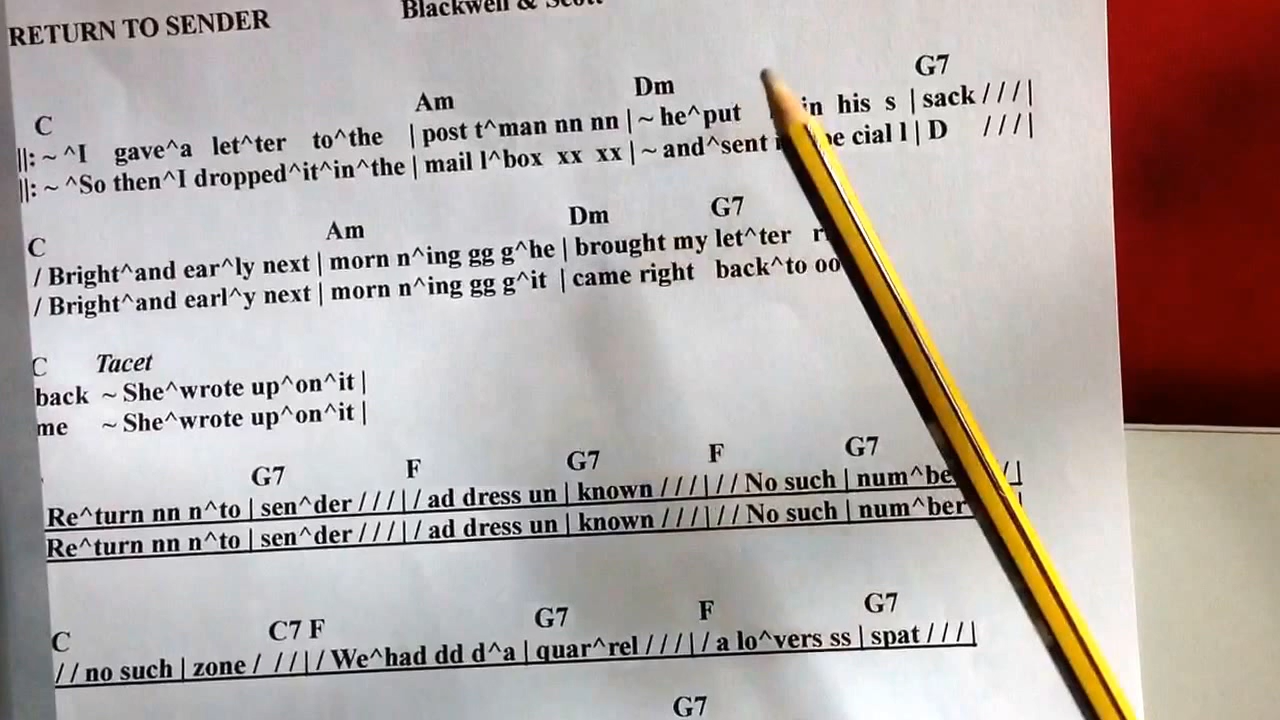 RETURN TO SENDER Blackwell & Scott
C Am Dm G7
||: ~ ^I gave^a let^ter to^the | post t^man nn nn | ~ he^put in his s | sack / / / |
||: ~ ^So then^I dropped^it^in^the | mail l^box xx xx | ~ and^sent cial l | D / / / |
C Am Dm G7
/ Bright^and ear^ly next | morn n^ing gg g^he | brought my let^ter
/ Bright^and earl^y next | morn n^ing gg g^it | came right back^to oo
C Tacet
back ~ She^wrote up^on^it |
me ~ She^wrote up^on^it |
G7 F G7 F G7
Re^turn nn n^to | sen^der / / / | / ad dress un | known / / / | / / No such | num^be / |
Re^turn nn n^to | sen^der / / / | / ad dress un | known / / / | / / No such | num^ber |
C C7 F G7 F G7
/ / no such | zone / / / | / We^had dd d^a | quar^rel / / / | / a lo^vers ss | spat / / / |
G7